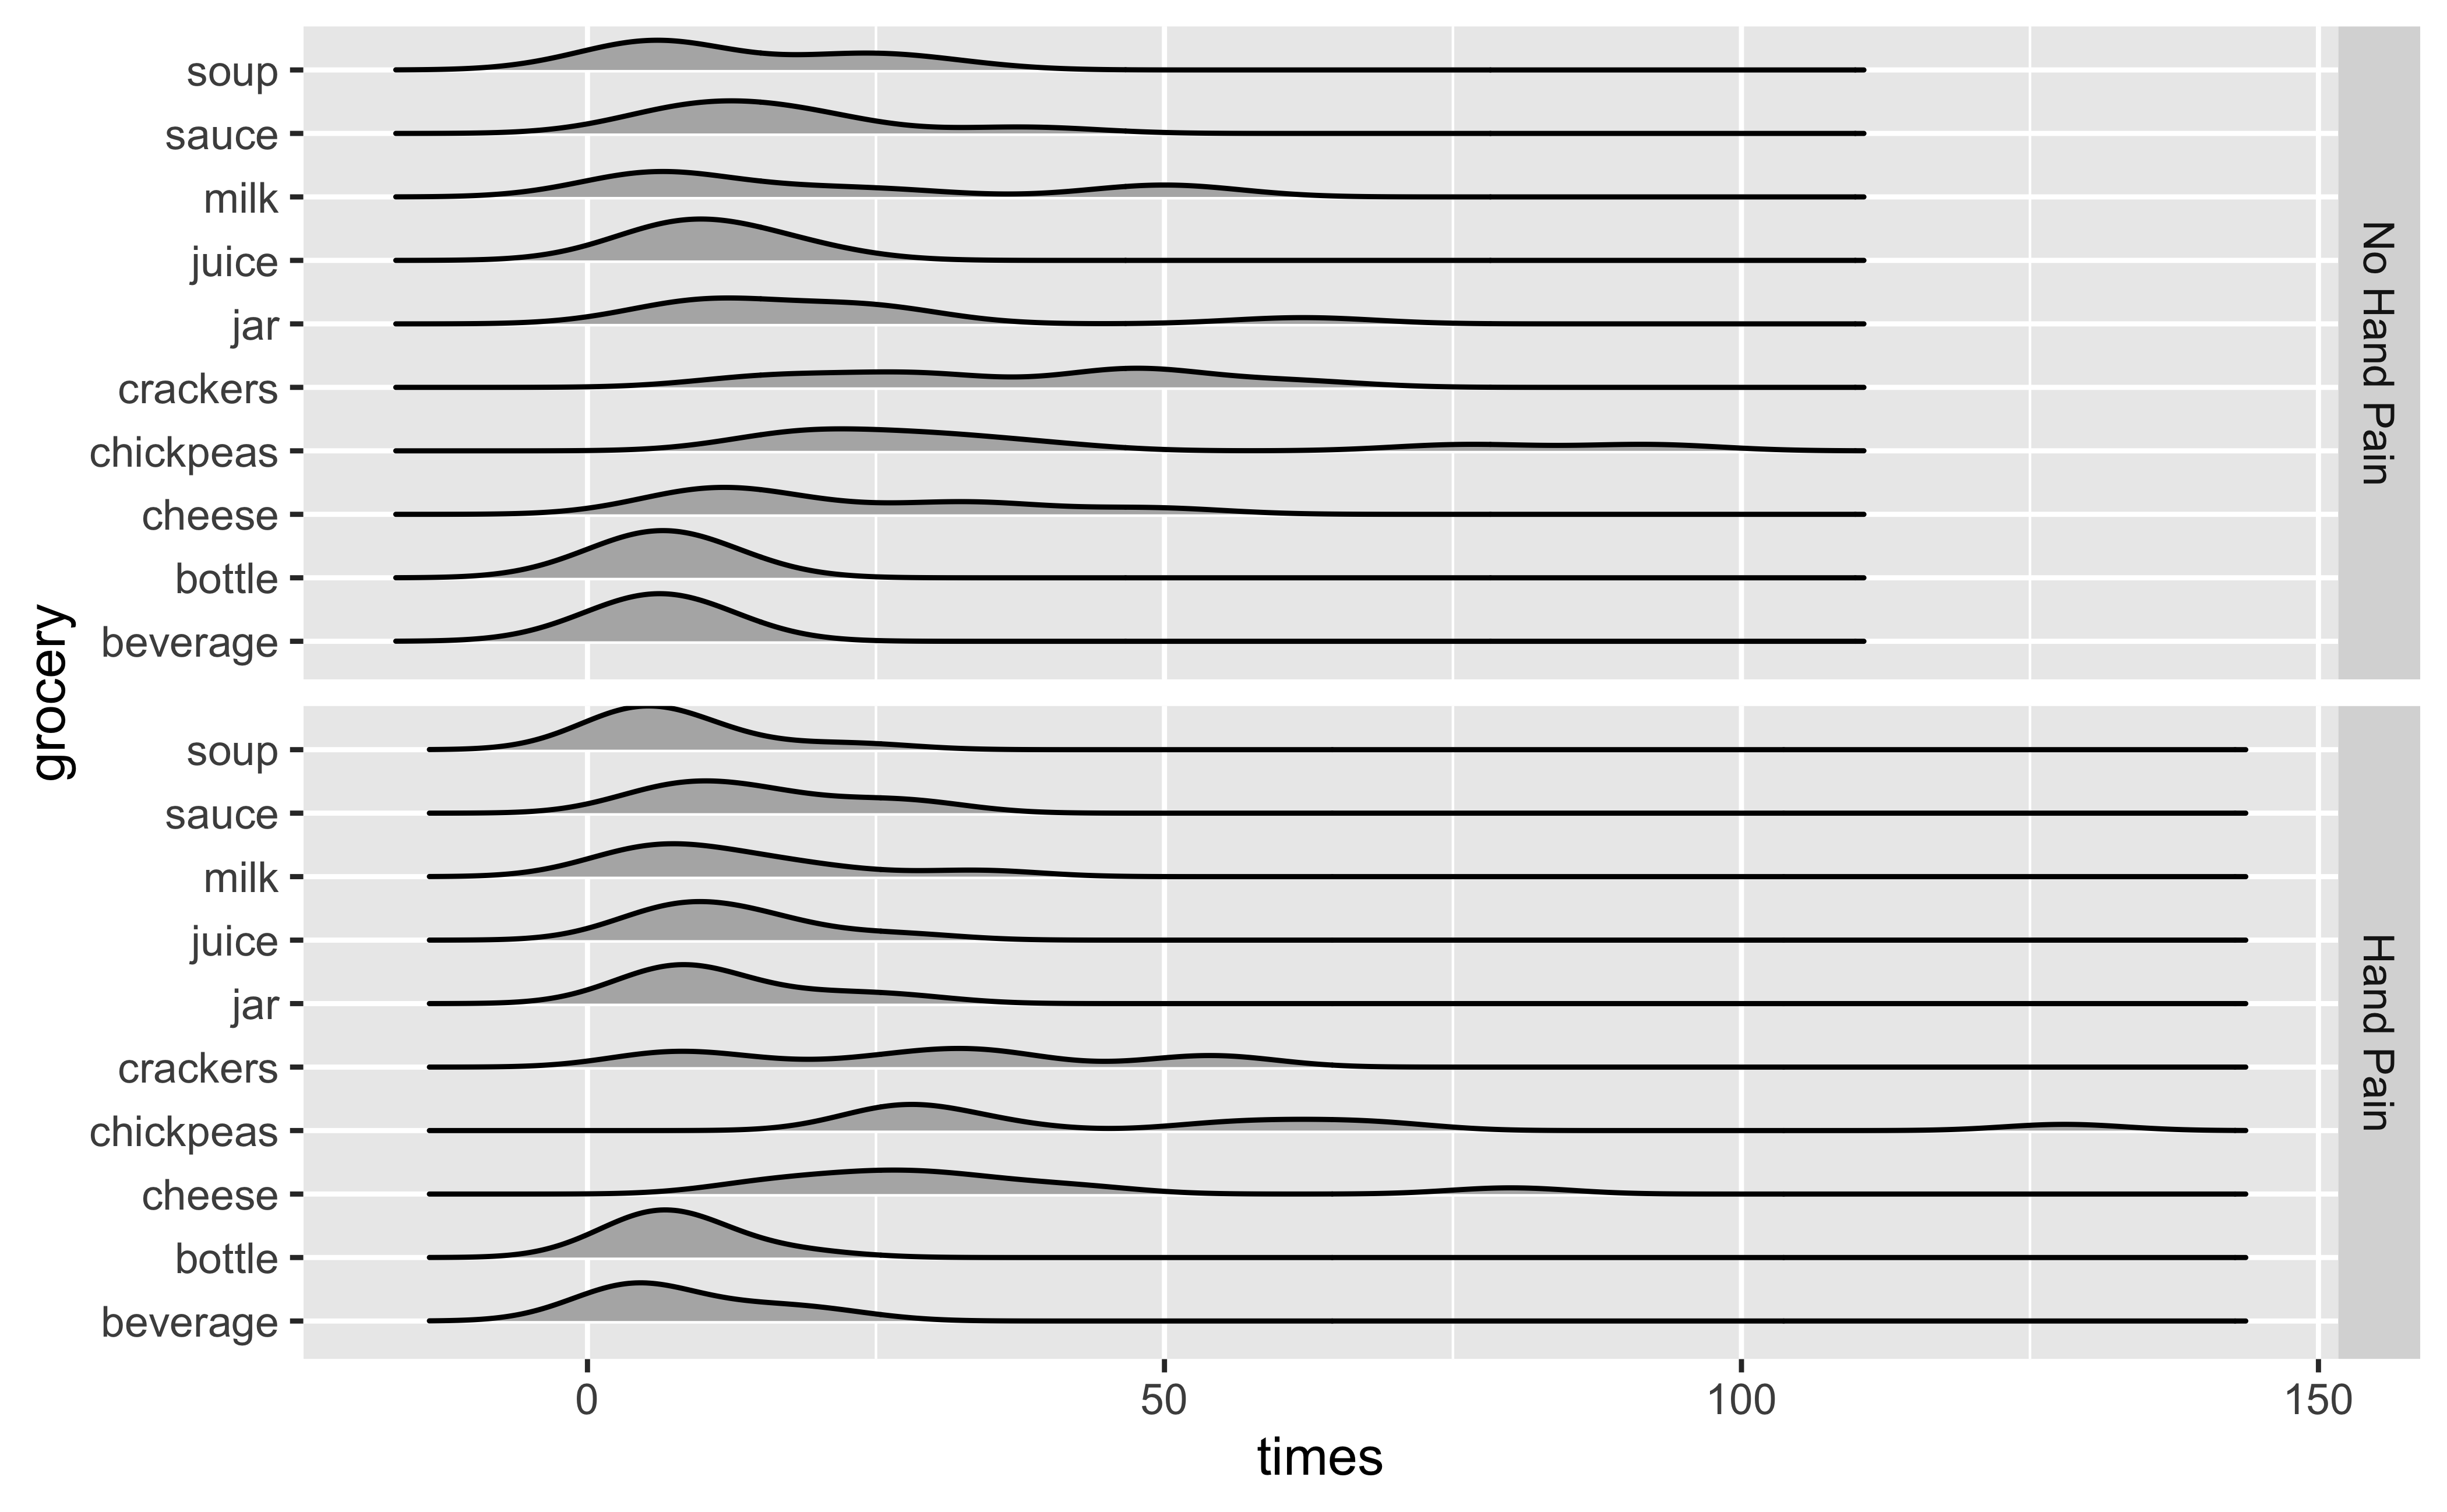 grocery
soup
sauce
milk
juice
jar
crackers
chickpeas
cheese
bottle
beverage
No Hand Pain
soup
sauce
milk
juice
jar
crackers
chickpeas
cheese
bottle
beverage
Hand Pain
0 50 100 150
times